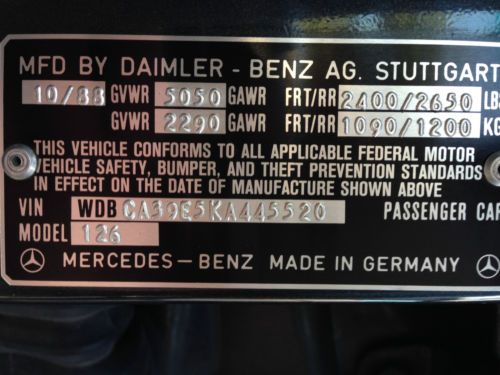 MFD BY DAIMLER - BENZ AG. STUTTGART
10/88 GVWR 5050 GAWR FRT/RR 2400/2650 LBS
GVWR 2290 GAWR FRT/RR 1090/1200 KG
THIS VEHICLE CONFORMS TO ALL APPLICABLE FEDERAL MOTOR
VEHICLE SAFETY, BUMPER, AND THEFT PREVENTION STANDARDS
IN EFFECT ON THE DATE OF MANUFACTURE SHOWN ABOVE
VIN WDB CA39E5KA445520 PASSENGER CAR
MODEL 126
MERCEDES-BENZ MADE IN GERMANY